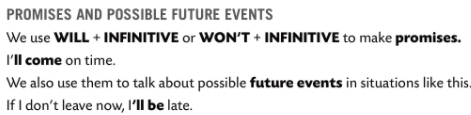 PROMISES AND POSSIBLE FUTURE EVENTS
We use WILL + INFINITIVE or WON'T + INFINITIVE to make promises.
I'll come on time.
We also use them to talk about possible future events in situations like this.
If I don't leave now, I'll be late.